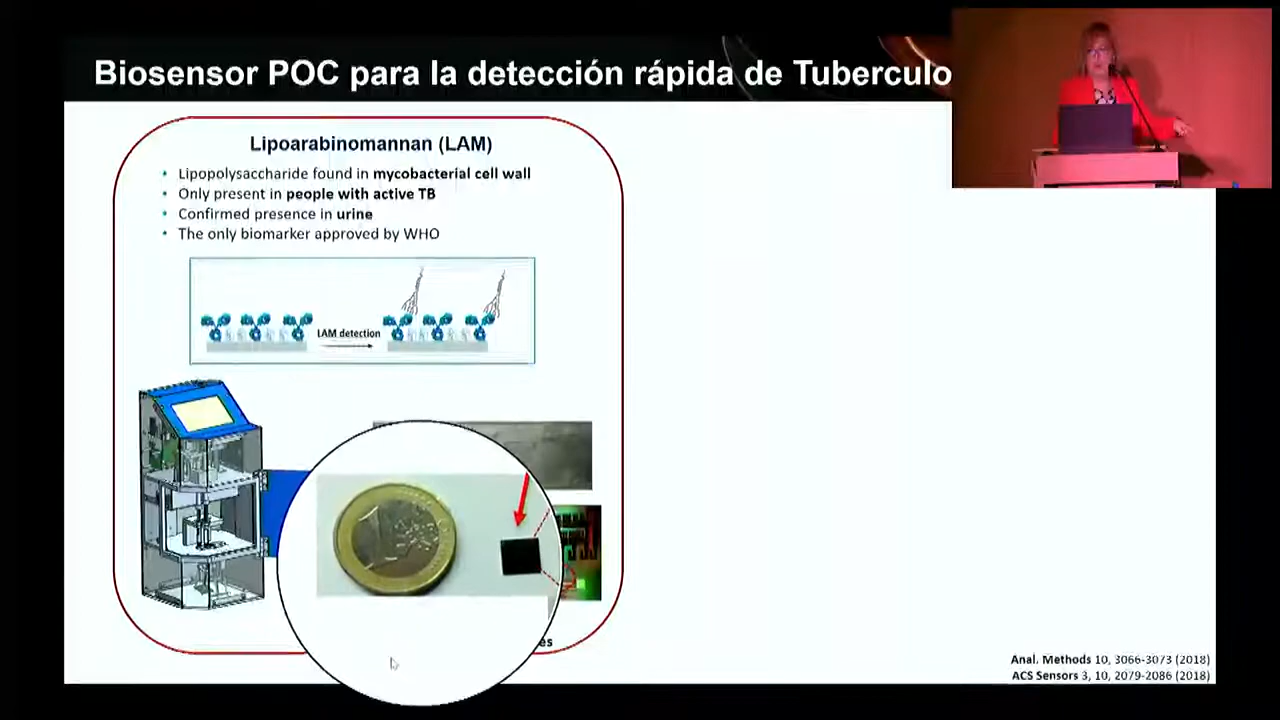 Biosensor POC para la detección rápida de Tuberculo
Lipoarabinomannan (LAM)
• Lipopolysaccharide found in mycobacterial cell wall
• Only present in people with active TB
• Confirmed presence in urine
• The only biomarker approved by WHO
LAM detection
1
es
Anal. Methods 10, 3066-3073 (2018)
ACS Sensors 3, 10, 2079-2086 (2018)